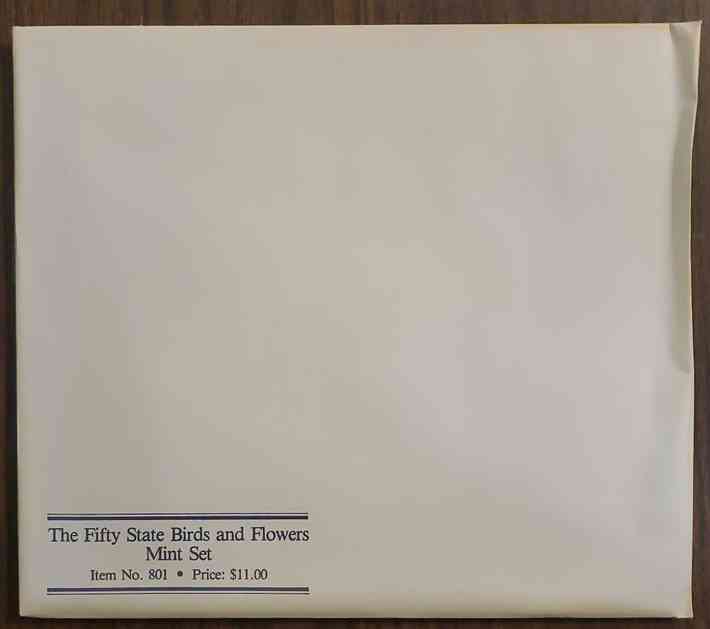 The Fifty State Birds and Flowers
Mint Set
Item No. 801 • Price: $11.00